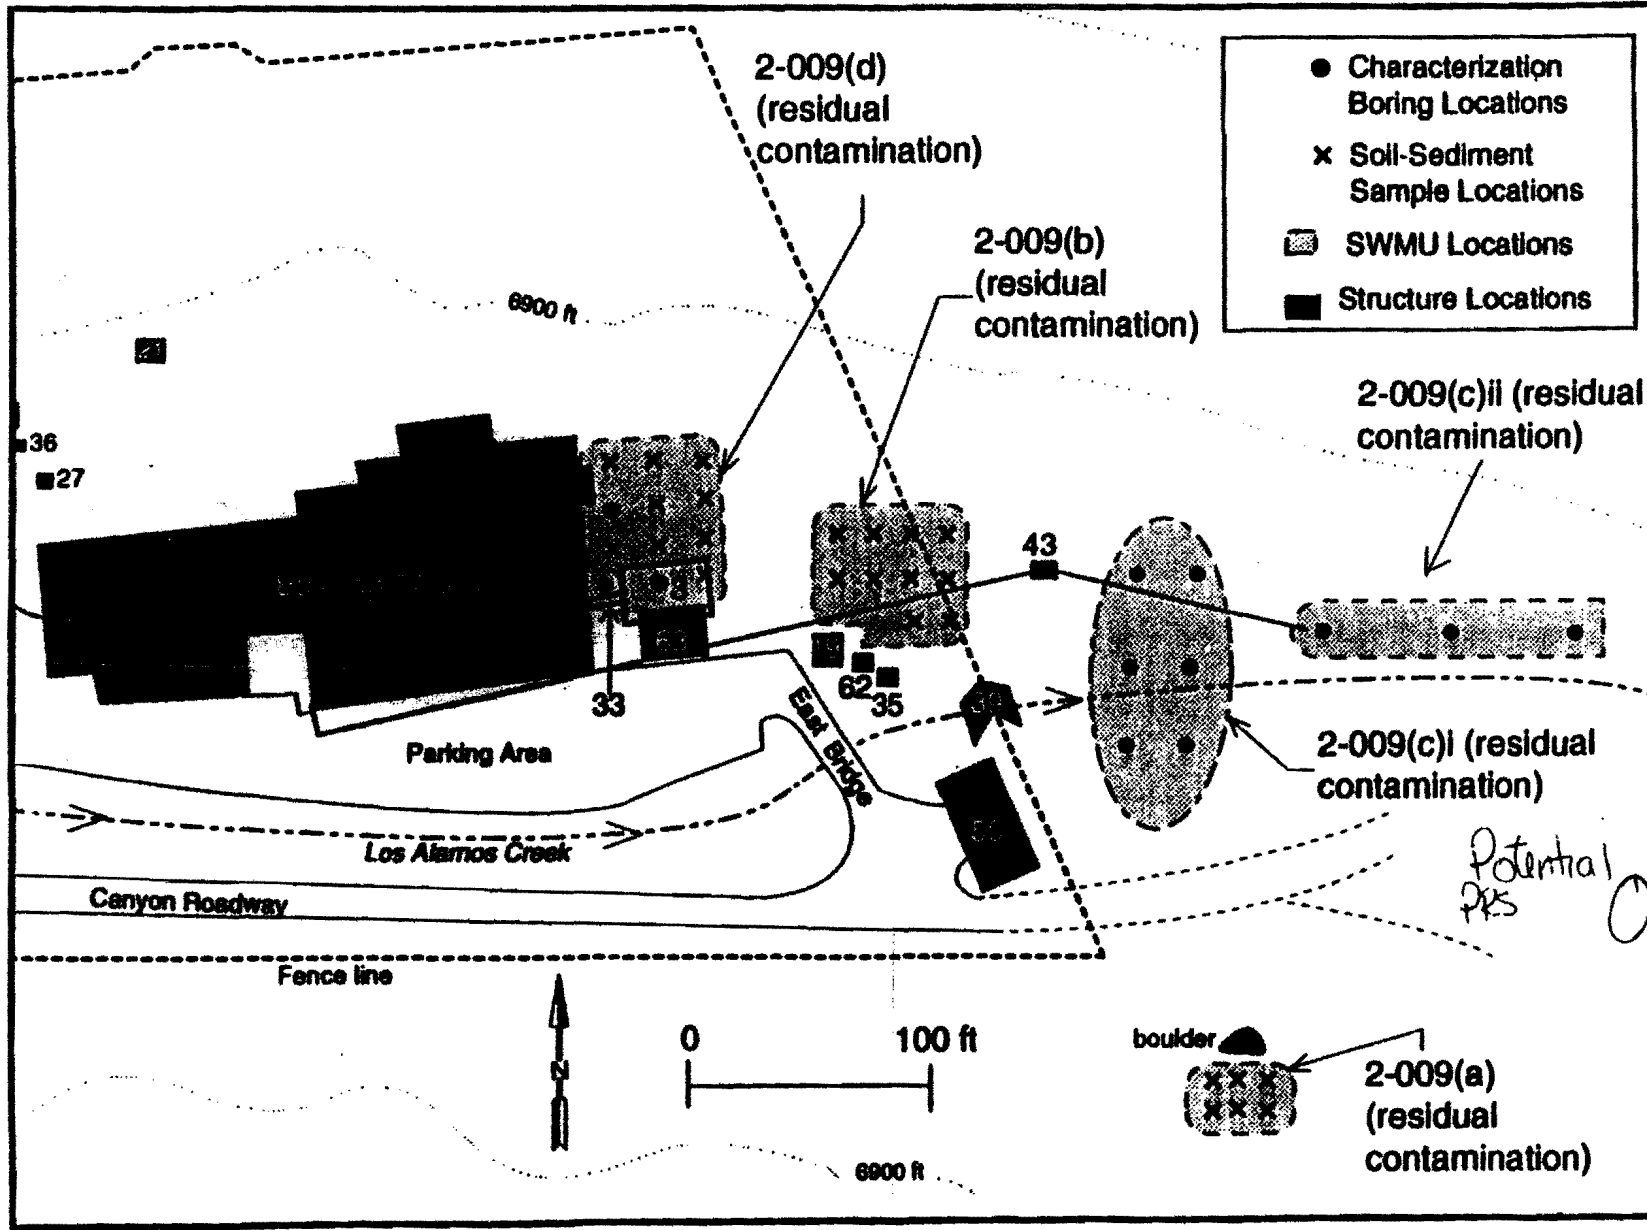 2-009(d)
(residual
contamination)
Characterization
Boring Locations
Soil-Sediment
Sample Locations
SWMU Locations
Structure Locations
2-009(b)
(residual
contamination)
6900 ft
2-009(c)ii (residual
contamination)
36
27
43
62
35
33
East Bridge
Parking Area
2-009(c)i (residual
contamination)
Los Alamos Creek
Canyon Roadway
Potential
PRS
Fence line
N
0
100 ft
boulder
2-009(a)
(residual
contamination)
6900 ft